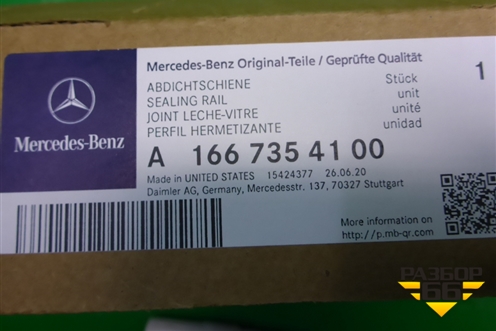 Mercedes-Benz Original-Teile / Geprüfte Qualität
ABDICHTSCHIENE Stück 1
SEALING RAIL unit
JOINT LECHE-VITRE unité
PERFIL HERMETIZANTE unidad
Mercedes-Benz
A 166 735 41 00
Made in UNITED STATES 15424377 26.06.20
Daimler AG, Germany, Mercedesstr. 137, 70327 Stuttgart
More information on
http://p.mb-qr.com
РАЗБОР
66